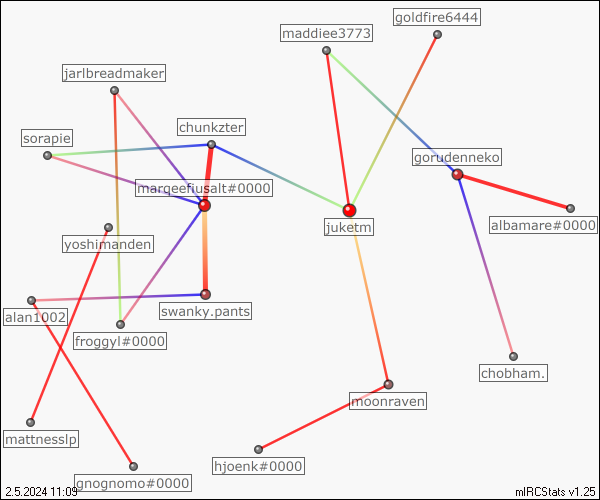 goldfire6444
maddiee3773
jarlbreadmaker
chunkzter
sorapie
gorudenneko
margeefiusalt#0000
juketm
albamare#0000
yoshimanden
swanky.pants
alan1002
froggyl#0000
chobham.
moonraven
mattnesslp
hjoenk#0000
gnognomo#0000
2.5.2024 11:09
mIRCStats v1.25